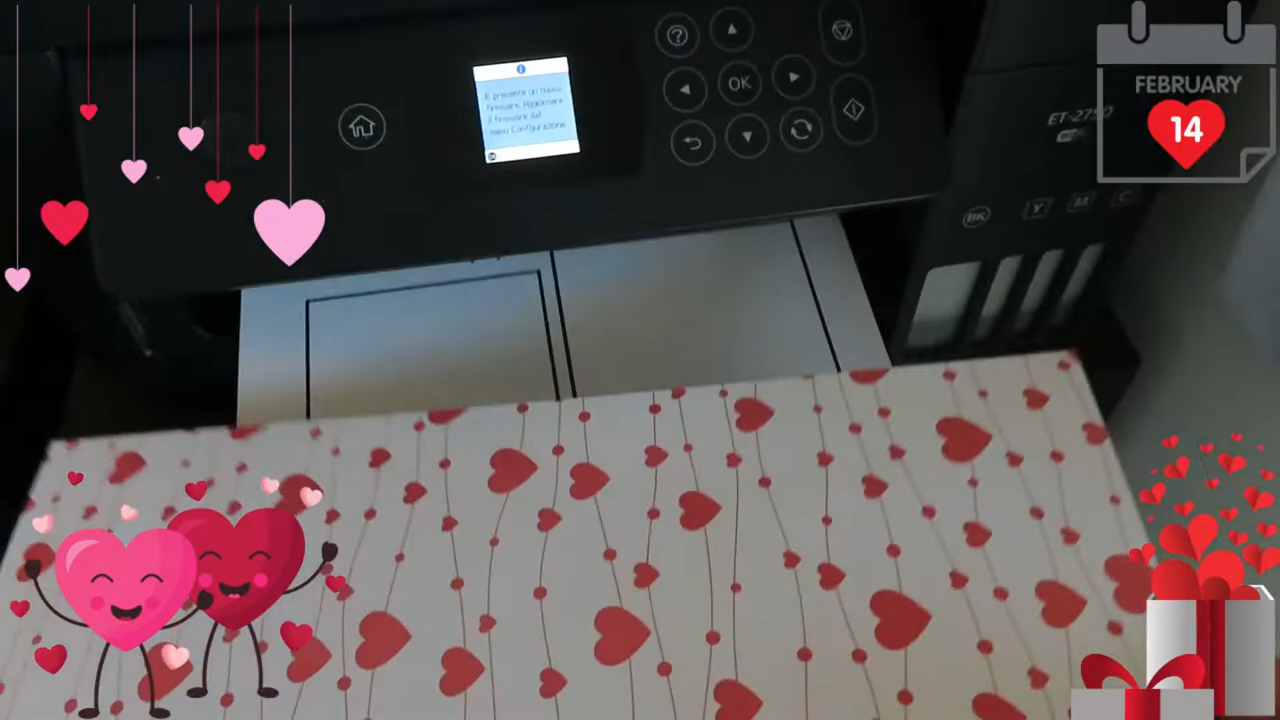 È presente un nuovo
firmware. Aggiornare
il firmware dal
menu Configurazione.
OK
ET-2750
BK
Y
M
C
FEBRUARY
14